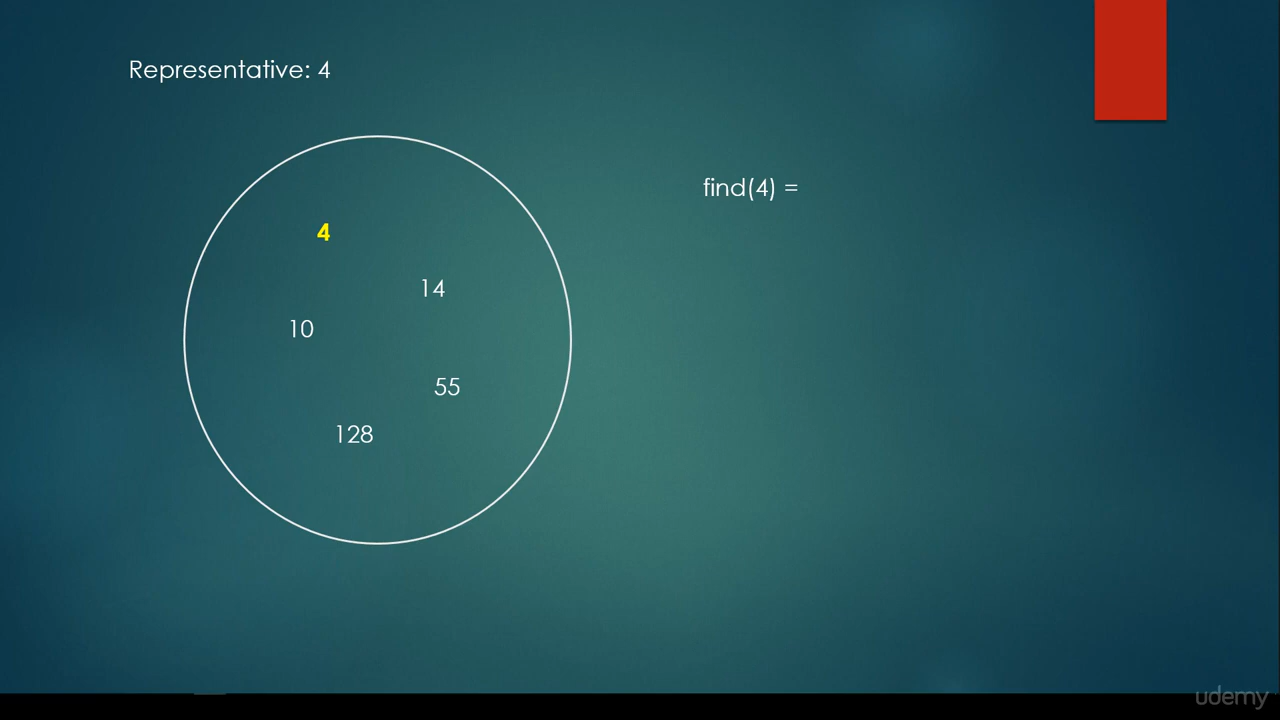 Representative: 4
find(4) =
4
14
10
55
128
udemy